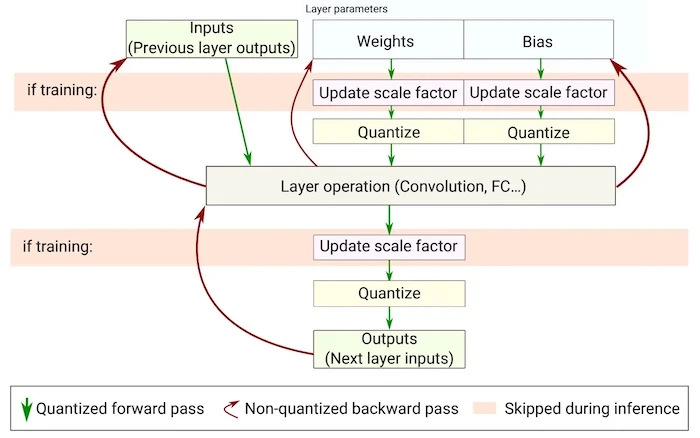 Layer parameters
Inputs
(Previous layer outputs)
Weights
Bias
if training:
Update scale factor
Update scale factor
Quantize
Quantize
Layer operation (Convolution, FC...)
if training:
Update scale factor
Quantize
Outputs
(Next layer inputs)
Quantized forward pass
Non-quantized backward pass
Skipped during inference